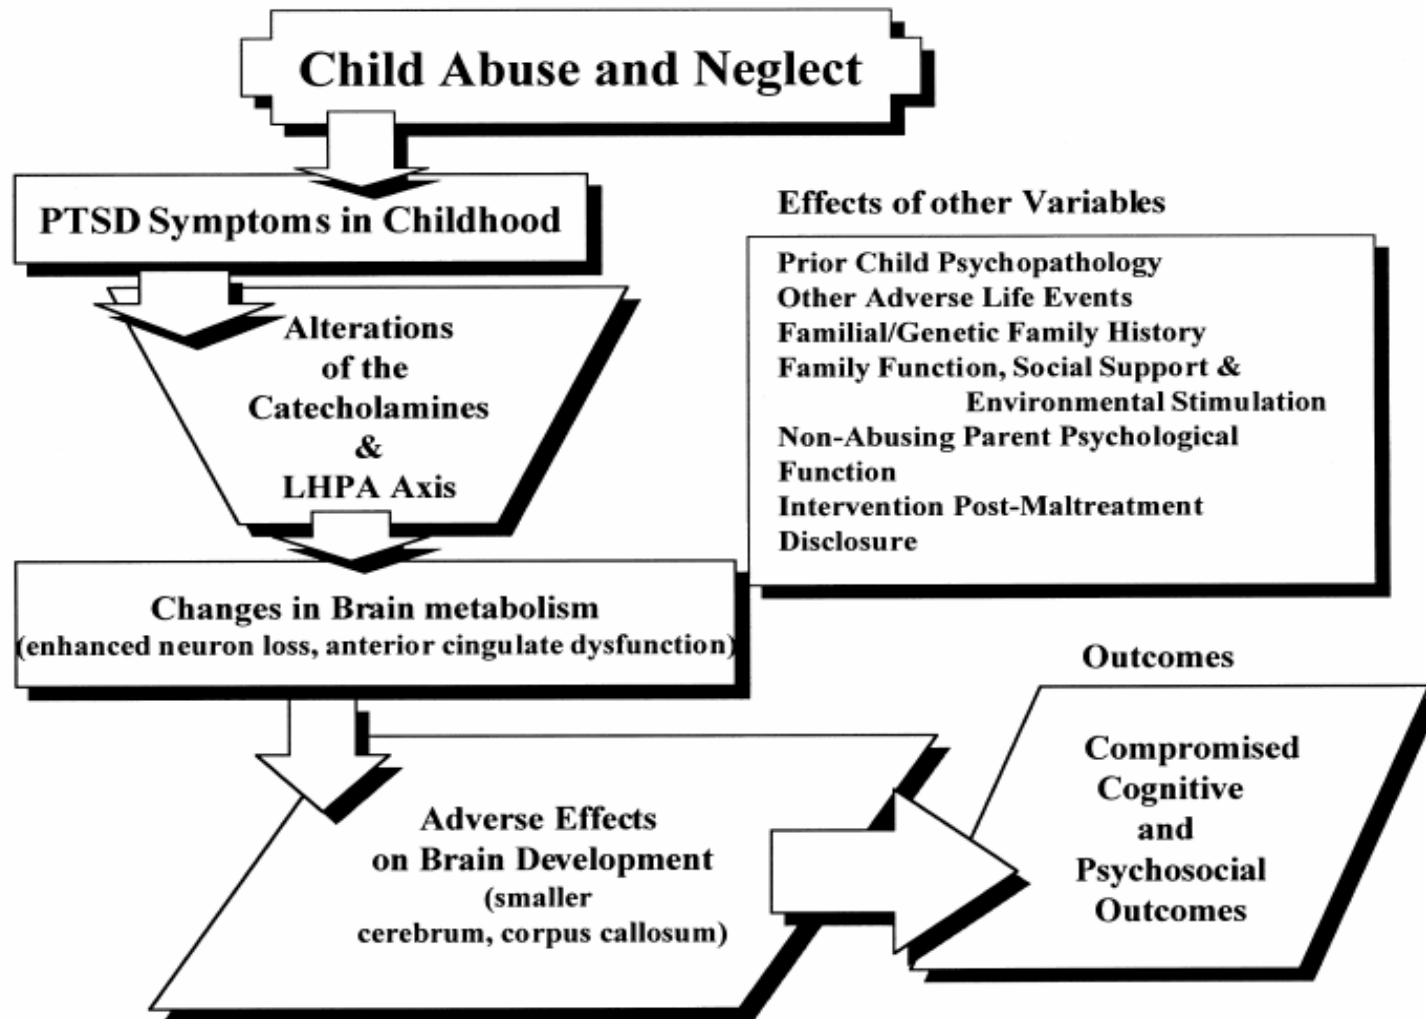 Child Abuse and Neglect
PTSD Symptoms in Childhood
Alterations
of the
Catecholamines
&
LHPA Axis
Changes in Brain metabolism
(enhanced neuron loss, anterior cingulate dysfunction)
Adverse Effects
on Brain Development
(smaller
cerebrum, corpus callosum)
Effects of other Variables
Prior Child Psychopathology
Other Adverse Life Events
Familial/Genetic Family History
Family Function, Social Support &
Environmental Stimulation
Non-Abusing Parent Psychological
Function
Intervention Post-Maltreatment
Disclosure
Outcomes
Compromised
Cognitive
and
Psychosocial
Outcomes